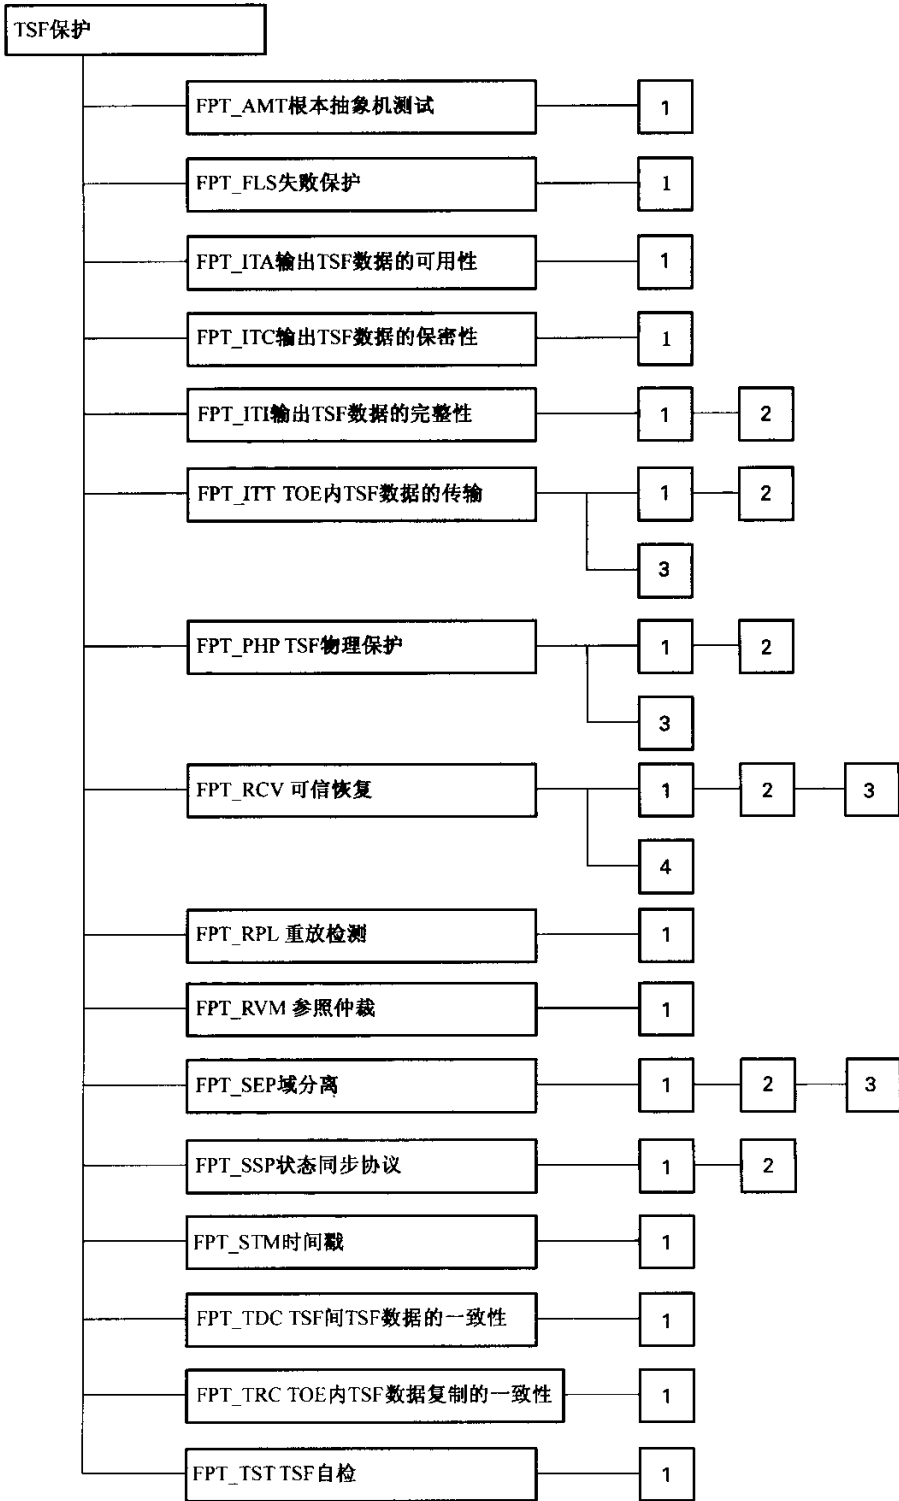 TSF保护
FPT_AMT根本抽象机测试 1
FPT_FLS失败保护 1
FPT_ITA输出TSF数据的可用性 1
FPT_ITC输出TSF数据的保密性 1
FPT_ITI输出TSF数据的完整性 1 2
FPT_ITT TOE内TSF数据的传输 1 2
3
FPT_PHP TSF物理保护 1 2
3
FPT_RCV 可信恢复 1 2 3
4
FPT_RPL 重放检测 1
FPT_RVM 参照仲裁 1
FPT_SEP域分离 1 2 3
FPT_SSP状态同步协议 1 2
FPT_STM时间戳 1
FPT_TDC TSF间TSF数据的一致性 1
FPT_TRC TOE内TSF数据复制的一致性 1
FPT_TST TSF自检 1